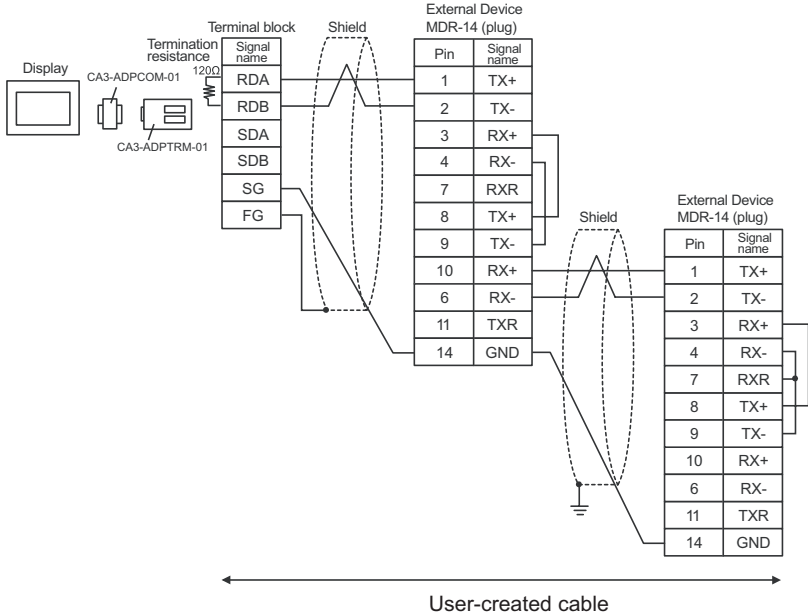 External Device
MDR-14 (plug)
Terminal block
Shield
Termination
resistance
120Ω
Display
CA3-ADPCOM-01
CA3-ADPTRM-01
Signal
name
RDA
RDB
SDA
SDB
SG
FG
Pin Signal
name
1 TX+
2 TX-
3 RX+
4 RX-
7 RXR
8 TX+
9 TX-
10 RX+
6 RX-
11 TXR
14 GND
Shield
External Device
MDR-14 (plug)
Pin Signal
name
1 TX+
2 TX-
3 RX+
4 RX-
7 RXR
8 TX+
9 TX-
10 RX+
6 RX-
11 TXR
14 GND
User-created cable